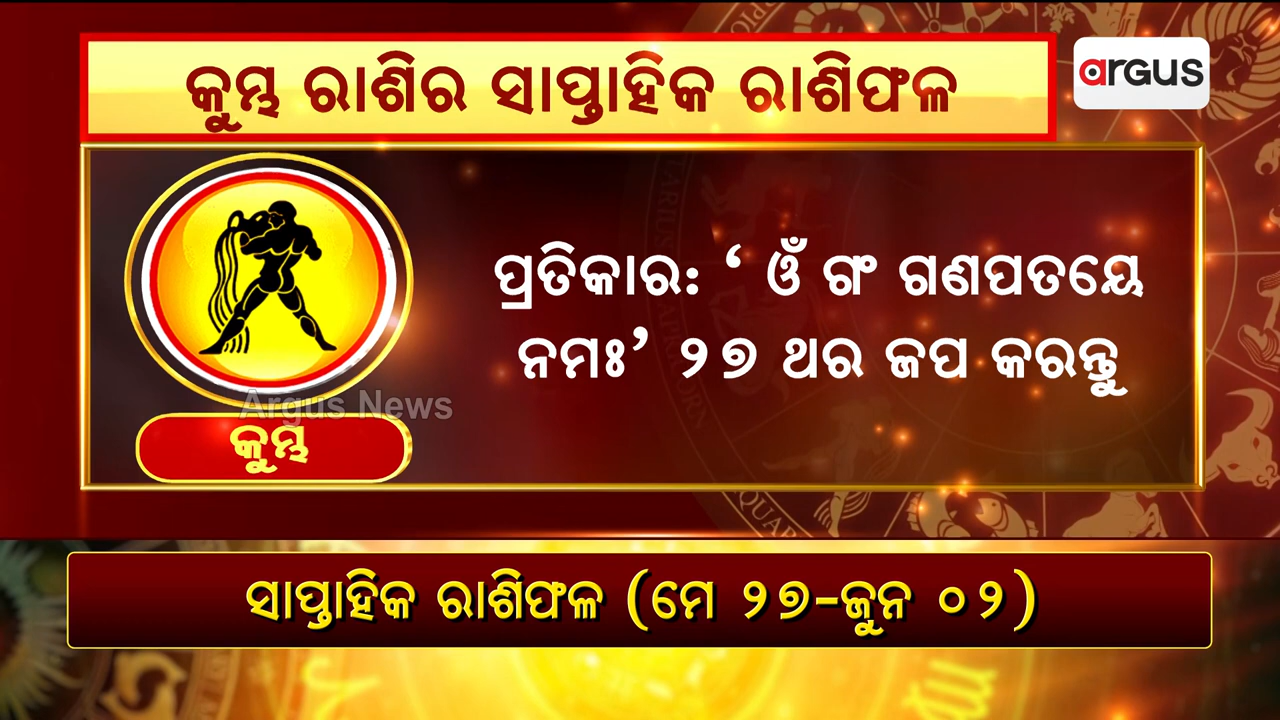 କୁମ୍ଭ ରାଶିର ସାପ୍ତାହିକ ରାଶିଫଳ
argus
ପ୍ରତିକାର: ‘ ଓଁ ଗଂ ଗଣପତୟେ
ନମଃ’ ୨୭ ଥର ଜପ କରନ୍ତୁ
Argus News
କୁମ୍ଭ
ସାପ୍ତାହିକ ରାଶିଫଳ (ମେ ୨୭-ଜୁନ ୦୨)